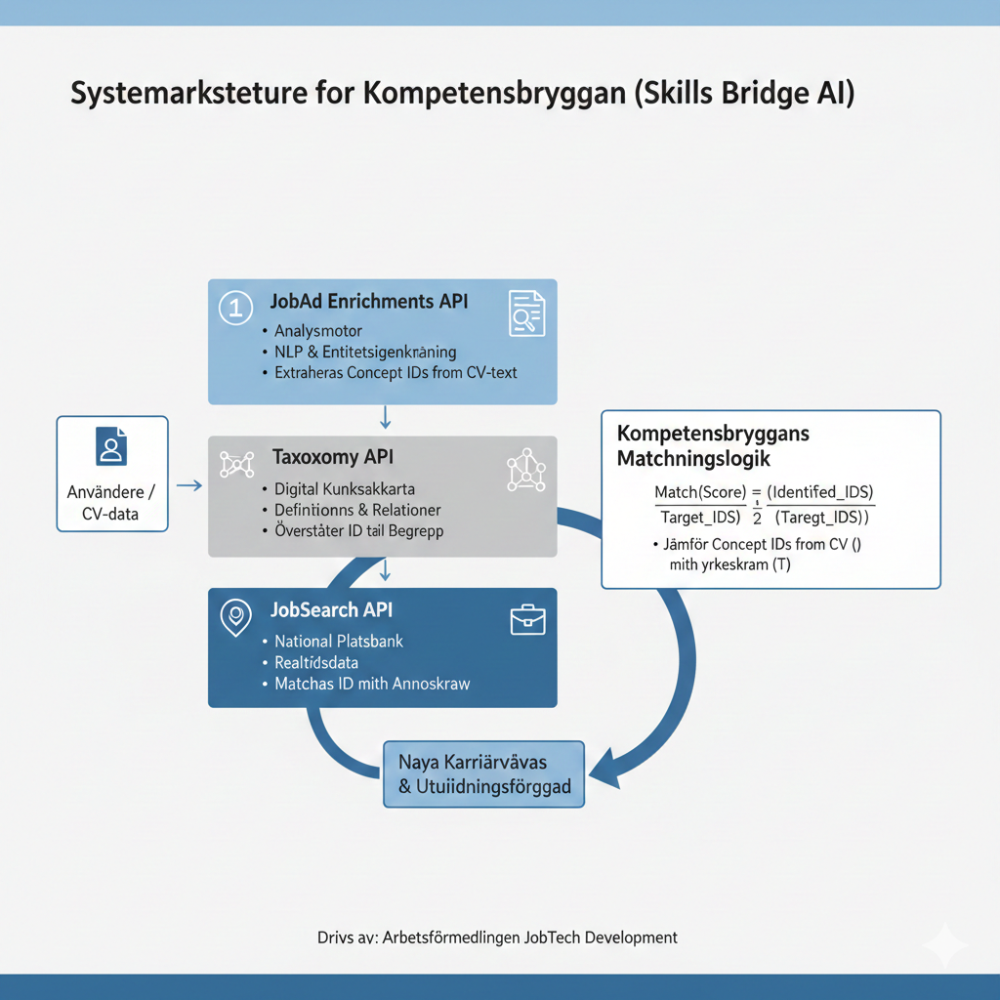 Systemarksteture for Kompetensbryggan (Skills Bridge AI)
1
JobAd Enrichments API
• Analysmotor
• NLP & Entitetsigenkräning
• Extraheras Concept IDs from CV-text
Användere /
CV-data
Taxoxomy API
• Digital Kunksakkarta
• Definitionns & Relationer
• Överståter ID tail Begrepp
JobSearch API
• National Platsbank
• Realtidsdata
• Matchas ID mith Annoskraw
Kompetensbryggans
Matchningslogik
Match(Score) = (Identifed_IDS)
Target_IDS) 2 (Taregt_IDS))
• Jämför Concept IDs from CV ()
mith yrkeskram (T)
Naya Karriärvåvas
& Utuiidningsförggad
Drivs av: Arbetsförmedlingen JobTech Development